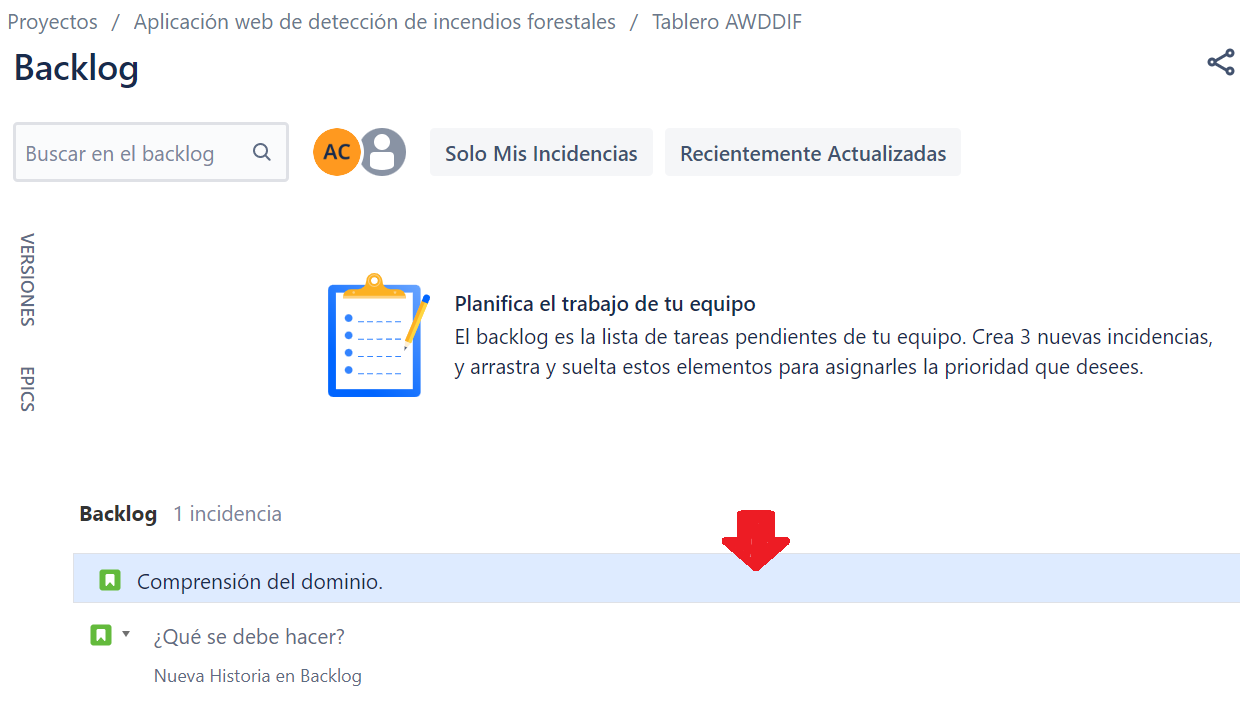 Proyectos / Aplicación web de detección de incendios forestales / Tablero AWDDIF
Backlog
Buscar en el backlog
AC
Solo Mis Incidencias
Recientemente Actualizadas
VERSIONES
EPICS
Planifica el trabajo de tu equipo
El backlog es la lista de tareas pendientes de tu equipo. Crea 3 nuevas incidencias,
y arrastra y suelta estos elementos para asignarles la prioridad que desees.
Backlog 1 incidencia
Comprensión del dominio.
¿Qué se debe hacer?
Nueva Historia en Backlog